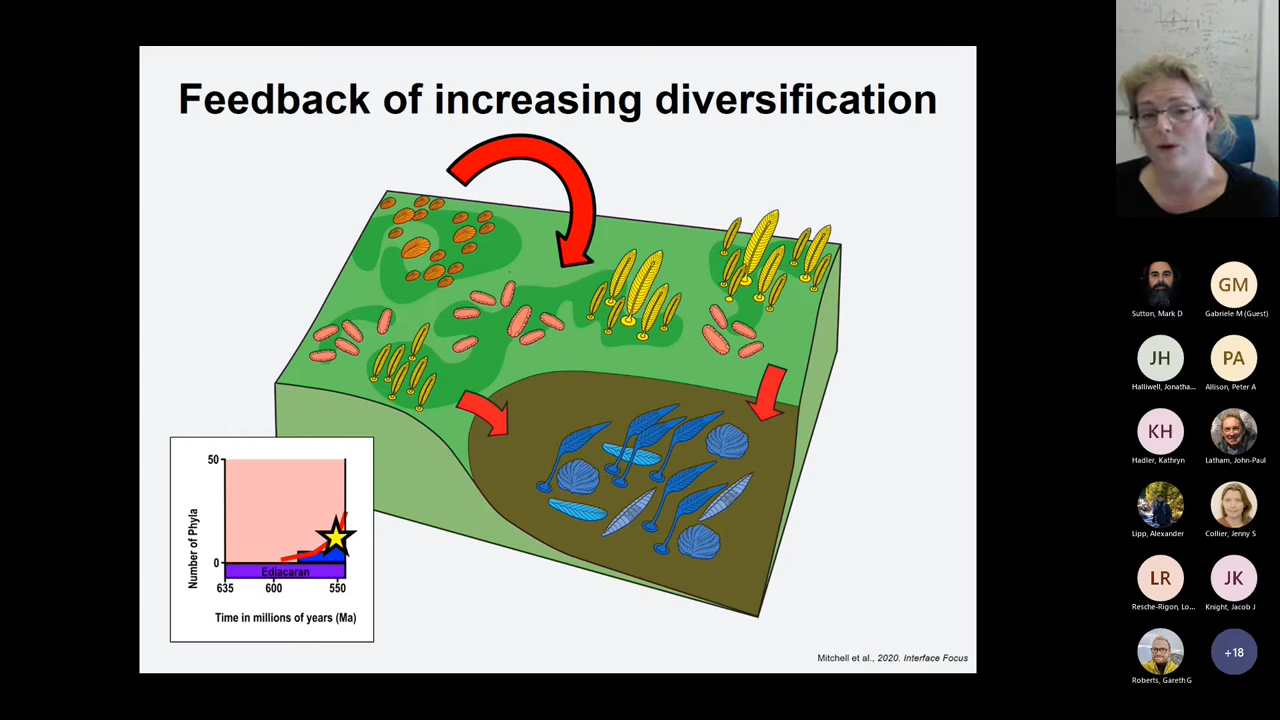 Feedback of increasing diversification
50
Number of Phyla
0
Ediacaran
635
600
550
Time in millions of years (Ma)
Mitchell et al., 2020. Interface Focus
Sutton, Mark D
GM
Gabriele M (Guest)
JH
Halliwell, Jonatha...
PA
Allison, Peter A
KH
Hadler, Kathryn
Latham, John-Paul
Lipp, Alexander
Collier, Jenny S
LR
Resche-Rigon, Lo...
JK
Knight, Jacob J
Roberts, Gareth G
+18